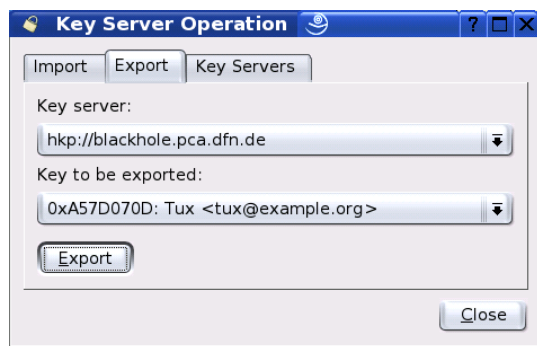 Key Server Operation
Import Export Key Servers
Key server:
hkp://blackhole.pca.dfn.de
Key to be exported:
0xA57D070D: Tux <tux@example.org>
Export
Close